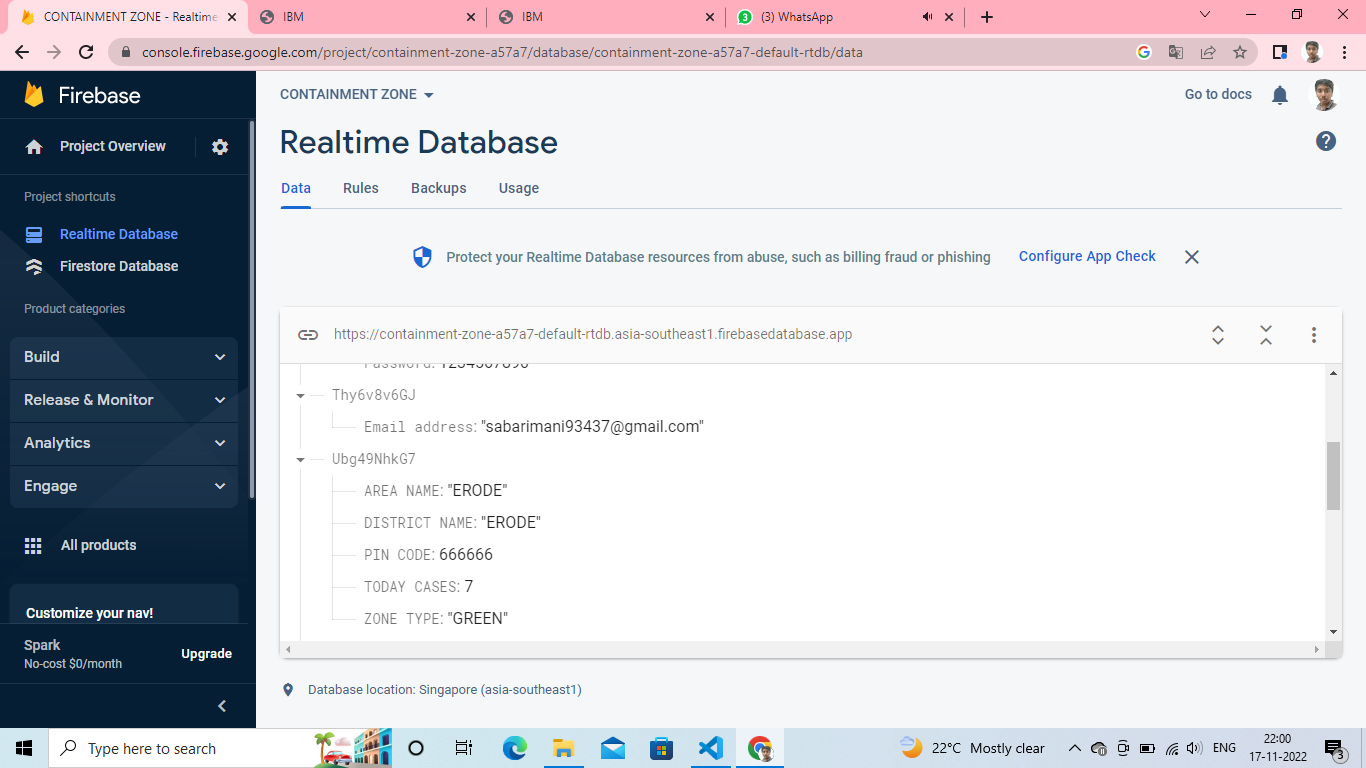 CONTAINMENT ZONE - Realtime
IBM
IBM
(3) WhatsApp
console.firebase.google.com/project/containment-zone-a57a7/database/containment-zone-a57a7-default-rtdb/data
Firebase
CONTAINMENT ZONE
Go to docs
Project Overview
Realtime Database
Data
Rules
Backups
Usage
Project shortcuts
Realtime Database
Firestore Database
Protect your Realtime Database resources from abuse, such as billing fraud or phishing
Configure App Check
Product categories
https://containment-zone-a57a7-default-rtdb.asia-southeast1.firebasedatabase.app
Build
Release & Monitor
Analytics
Engage
Password: 1234567890
Thy6v8v6GJ
Email address: "sabarimani93437@gmail.com"
Ubg49NhkG7
AREA NAME: "ERODE"
DISTRICT NAME: "ERODE"
PIN CODE: 666666
TODAY CASES: 7
ZONE TYPE: "GREEN"
All products
Customize your nav!
Spark
No-cost $0/month
Upgrade
Database location: Singapore (asia-southeast1)
Type here to search
22°C Mostly clear
ENG
22:00
17-11-2022
3